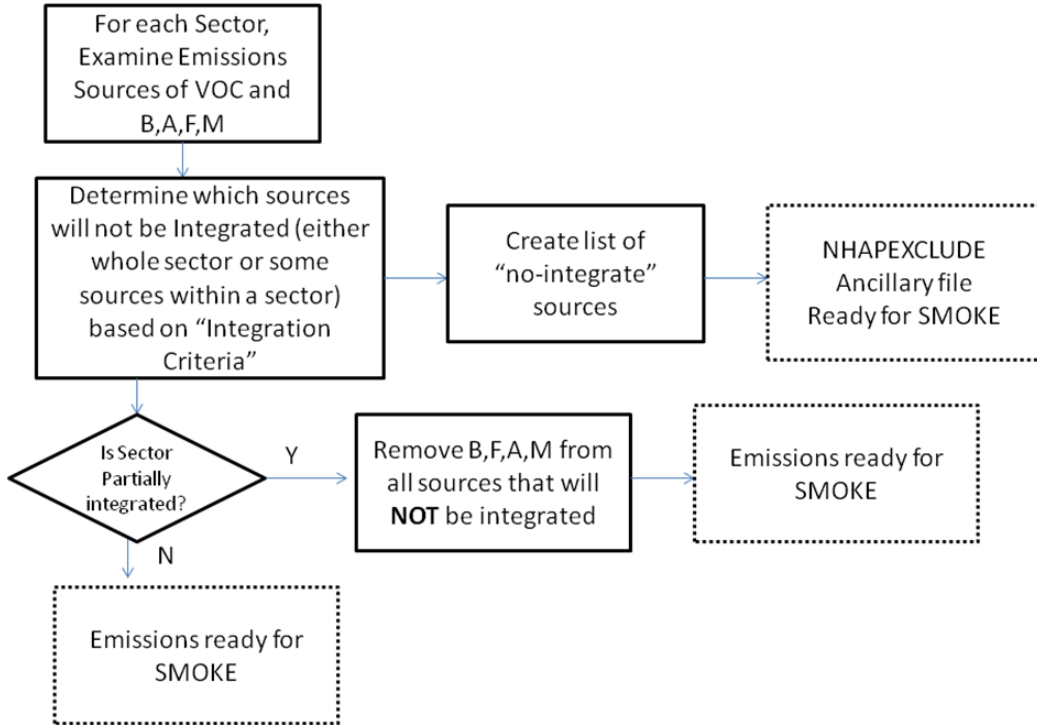 For each Sector,
Examine Emissions
Sources of VOC and
B,A,F,M
Determine which sources
will not be Integrated (either
whole sector or some
sources within a sector)
based on “Integration
Criteria”
Create list of
“no-integrate”
sources
NHAPEXCLUDE
Ancillary file
Ready for SMOKE
Is Sector
Partially
integrated?
Y
Remove B,F,A,M from
all sources that will
NOT be integrated
Emissions ready for
SMOKE
N
Emissions ready for
SMOKE